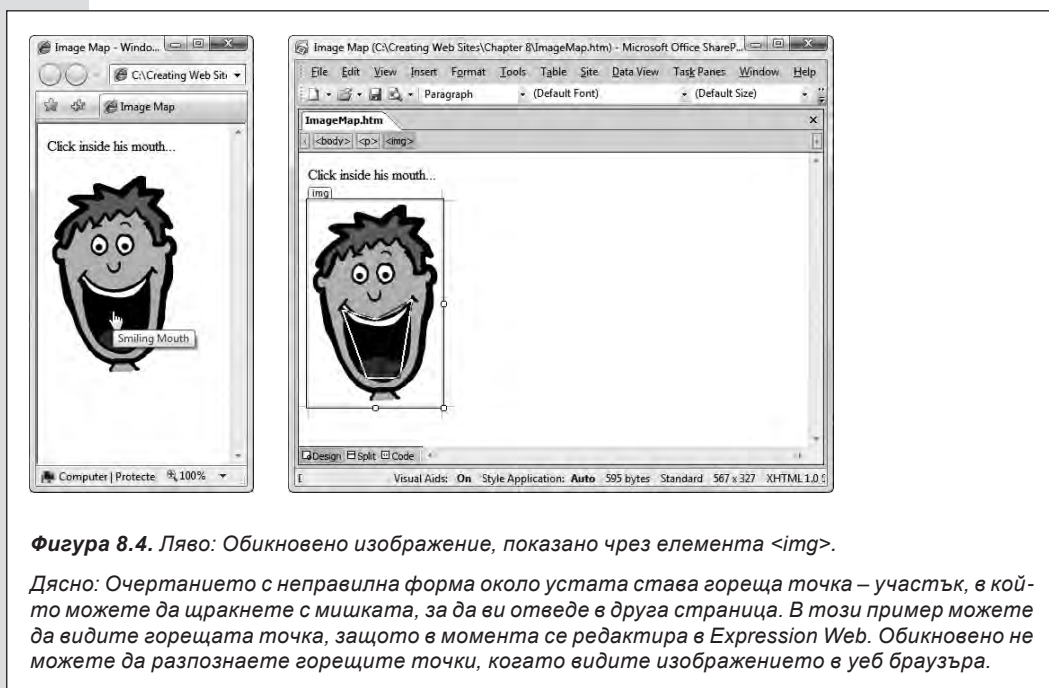 Image Map - Windo...
C:\Creating Web Sit
Image Map
Click inside his mouth...
Smiling Mouth
Computer | Protecte 100%
Image Map (C:\Creating Web Sites\Chapter 8\ImageMap.htm) - Microsoft Office ShareP...
File Edit View Insert Format Tools Table Site Data View Task Panes Window Help
Paragraph (Default Font) (Default Size)
ImageMap.htm
<body> <p> <img>
Click inside his mouth...
img
Design Split Code
Visual Aids: On Style Application: Auto 595 bytes Standard 567 x 327 XHTML 1.0
Фигура 8.4. Ляво: Обикновено изображение, показано чрез елемента <img>.
Дясно: Очертанието с неправилна форма около устата става гореща точка – участък, в кой-
то можете да щракнете с мишката, за да ви отведе в друга страница. В този пример можете
да видите горещата точка, защото в момента се редактира в Expression Web. Обикновено не
можете да разпознаете горещите точки, когато видите изображението в уеб браузъра.